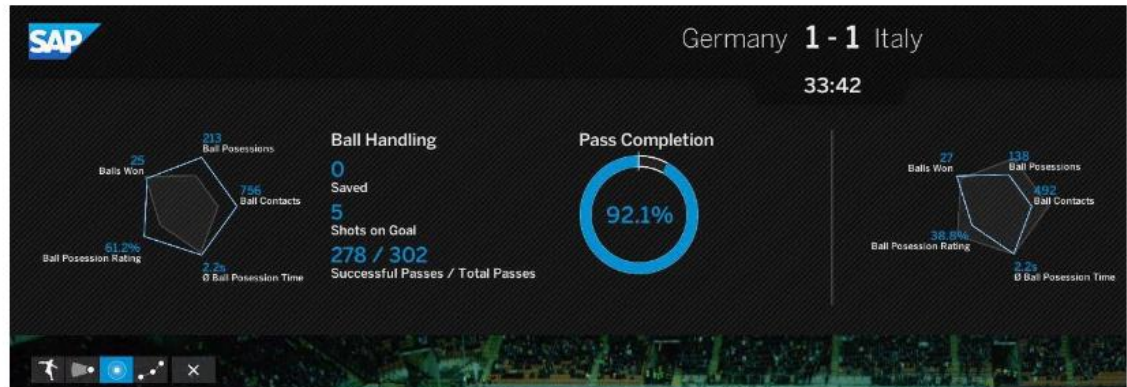 SAP
Germany 1 - 1 Italy
33:42
213
Ball Posessions
25
Balls Won
756
Ball Contacts
61.2%
Ball Posession Rating
2.2s
Ø Ball Posession Time
Ball Handling
0
Saved
5
Shots on Goal
278 / 302
Successful Passes / Total Passes
Pass Completion
92.1%
27
Balls Won
138
Ball Posessions
492
Ball Contacts
38.8%
Ball Posession Rating
2.2s
Ø Ball Posession Time